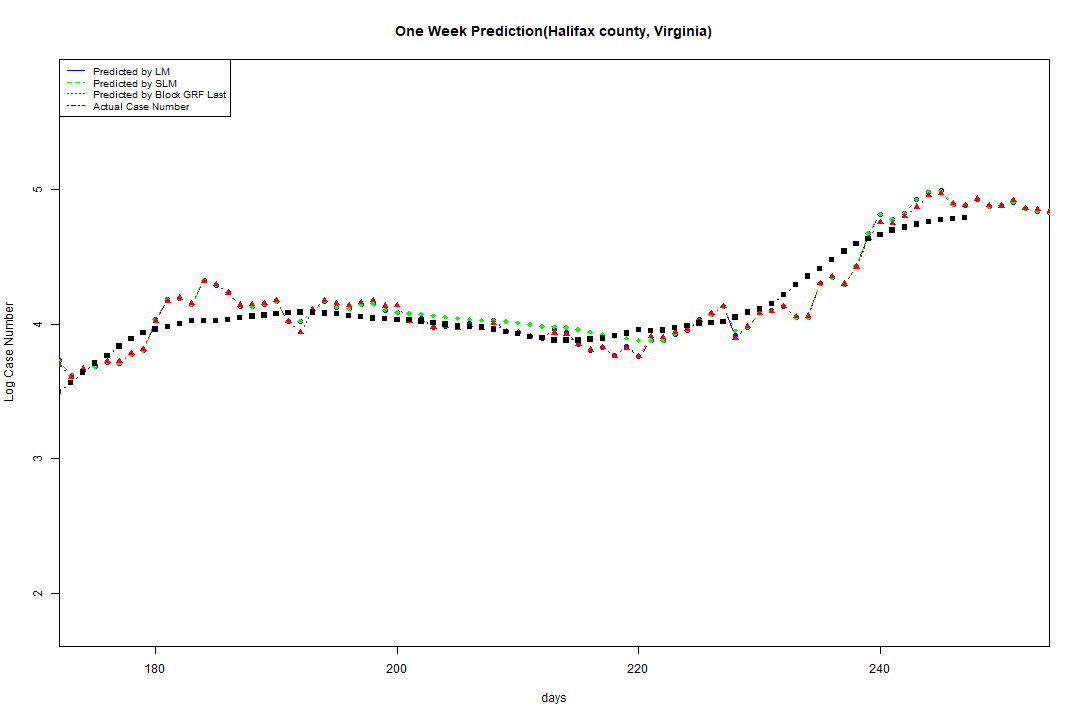 One Week Prediction(Halifax county, Virginia)
Predicted by LM
Predicted by SLM
Predicted by Block GRF Last
Actual Case Number
5
4
3
2
Log Case Number
180 200 220 240
days